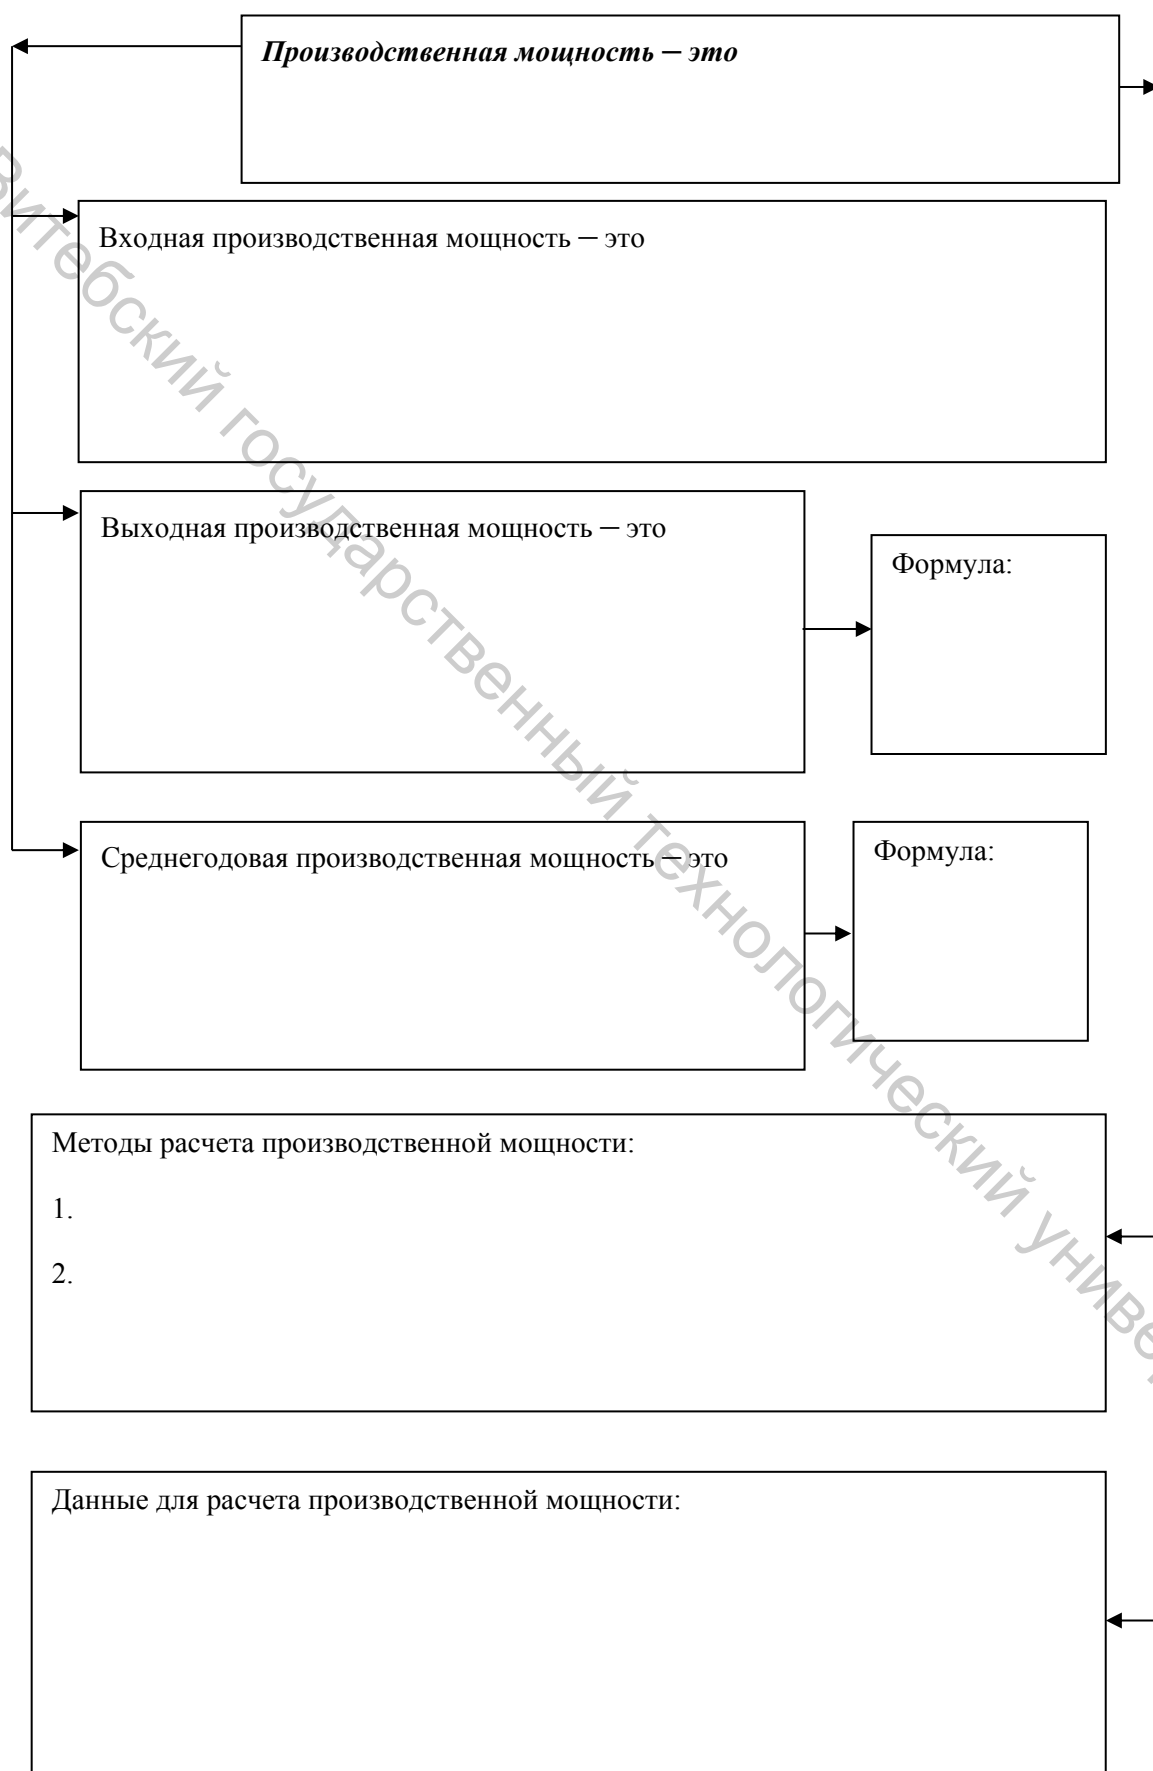 Производственная мощность – это
Входная производственная мощность – это
Выходная производственная мощность – это
Формула:
Среднегодовая производственная мощность – это
Формула:
Методы расчета производственной мощности:
1.
2.
Данные для расчета производственной мощности:
Витебский государственный технологический униве